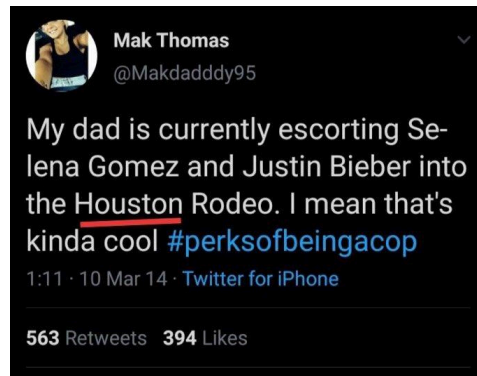 Mak Thomas
@Makdadddy95
My dad is currently escorting Se-
lena Gomez and Justin Bieber into
the Houston Rodeo. I mean that's
kinda cool #perksofbeingacop
1:11 · 10 Mar 14 · Twitter for iPhone
563 Retweets 394 Likes